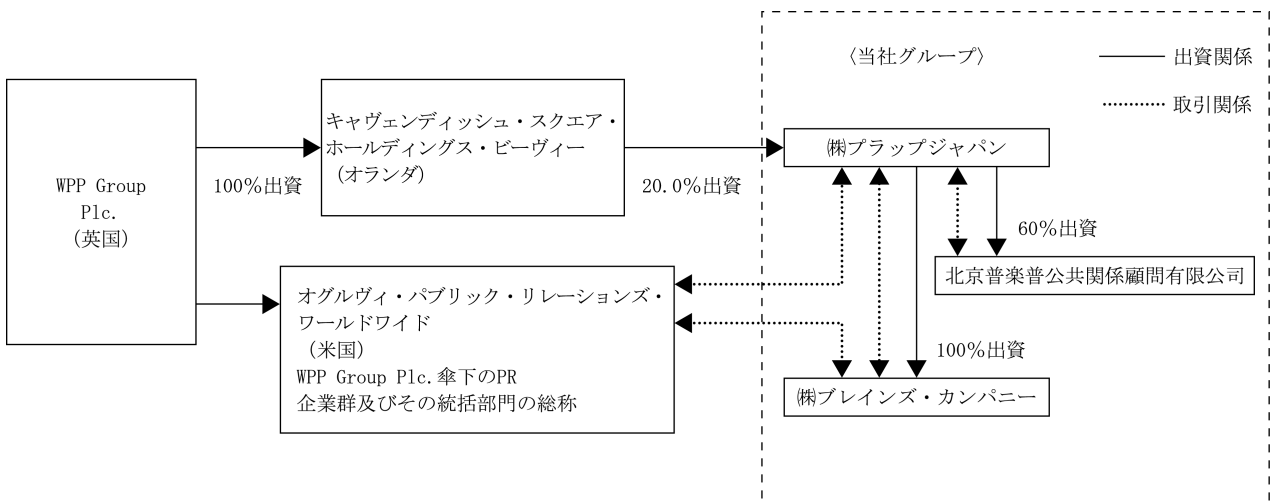 〈当社グループ〉
出資関係
取引関係
WPP Group
Plc.
（英国）
100％出資
キャヴェンディッシュ・スクエア・
ホールディングス・ビーヴィー
（オランダ）
20.0％出資
㈱プラップジャパン
60％出資
北京普楽普公共関係顧問有限公司
オグルヴィ・パブリック・リレーションズ・
ワールドワイド
（米国）
WPP Group Plc.傘下のPR
企業群及びその統括部門の総称
100％出資
㈱ブレインズ・カンパニー